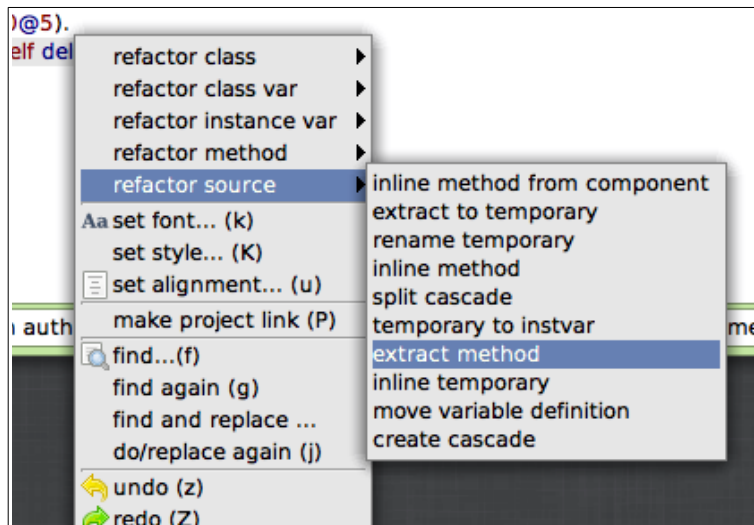 @5).
elf del
refactor class
refactor class var
refactor instance var
refactor method
refactor source
Aa set font... (k)
set style... (K)
set alignment... (u)
make project link (P)
find...(f)
find again (g)
find and replace ...
do/replace again (j)
undo (z)
redo (Z)
inline method from component
extract to temporary
rename temporary
inline method
split cascade
temporary to instvar
extract method
inline temporary
move variable definition
create cascade
auth
me